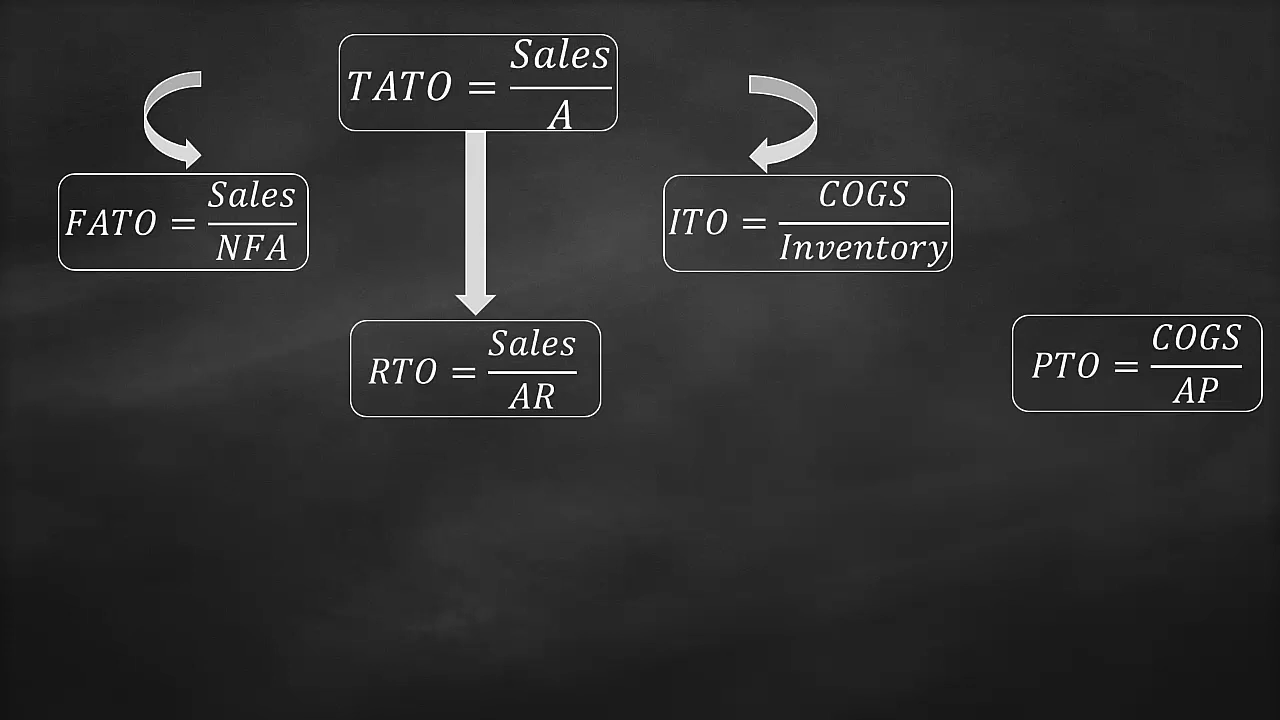 TATO = Sales / A
FATO = Sales / NFA
ITO = COGS / Inventory
RTO = Sales / AR
PTO = COGS / AP